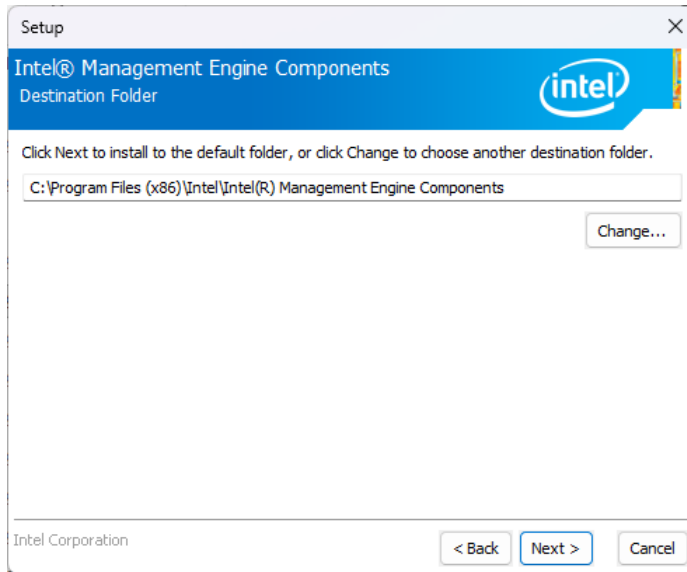 Setup
Intel® Management Engine Components
Destination Folder
intel
Click Next to install to the default folder, or click Change to choose another destination folder.
C:\Program Files (x86)\Intel\Intel(R) Management Engine Components
Change...
Intel Corporation
< Back
Next >
Cancel